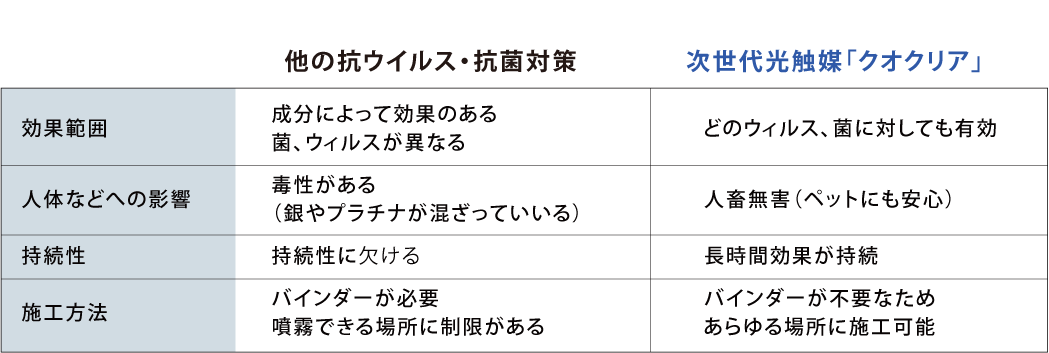 他の抗ウイルス・抗菌対策
次世代光触媒「クオクリア」
効果範囲
成分によって効果のある
菌、ウィルスが異なる
どのウィルス、菌に対しても有効
人体などへの影響
毒性がある
（銀やプラチナが混ざっていいる）
人畜無害（ペットにも安心）
持続性
持続性に欠ける
長時間効果が持続
施工方法
バインダーが必要
噴霧できる場所に制限がある
バインダーが不要なため
あらゆる場所に施工可能